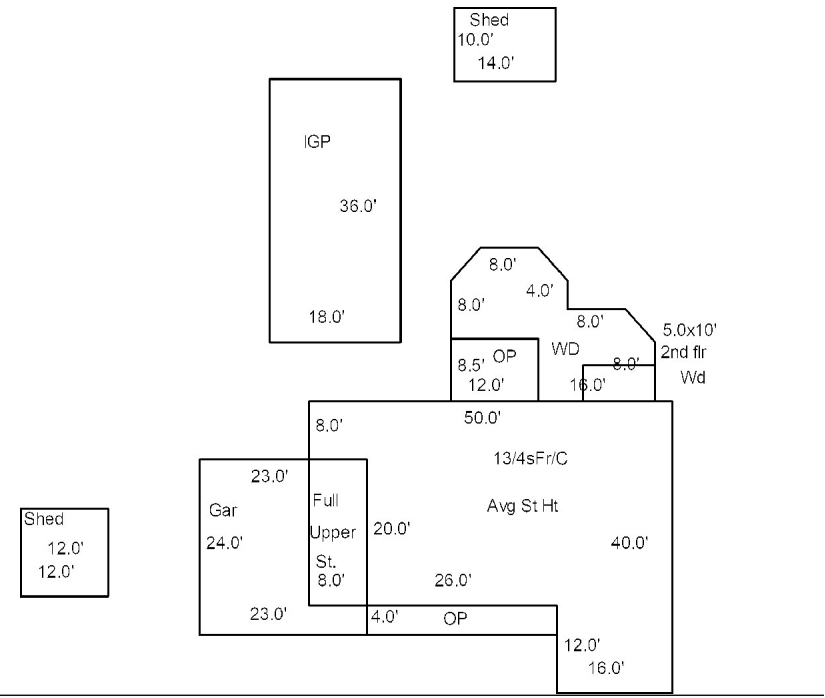 Shed
10.0'
14.0'
IGP
36.0'
18.0'
8.0'
4.0'
8.0'
8.0'
5.0x10'
2nd flr
Wd
OP
WD
8.5'
8.0'
12.0'
16.0'
50.0'
8.0'
13/4sFr/C
23.0'
Full
Avg St Ht
Gar
Shed
Upper
20.0'
24.0'
40.0'
12.0'
St.
12.0'
8.0'
26.0'
23.0'
4.0'
OP
12.0'
16.0'